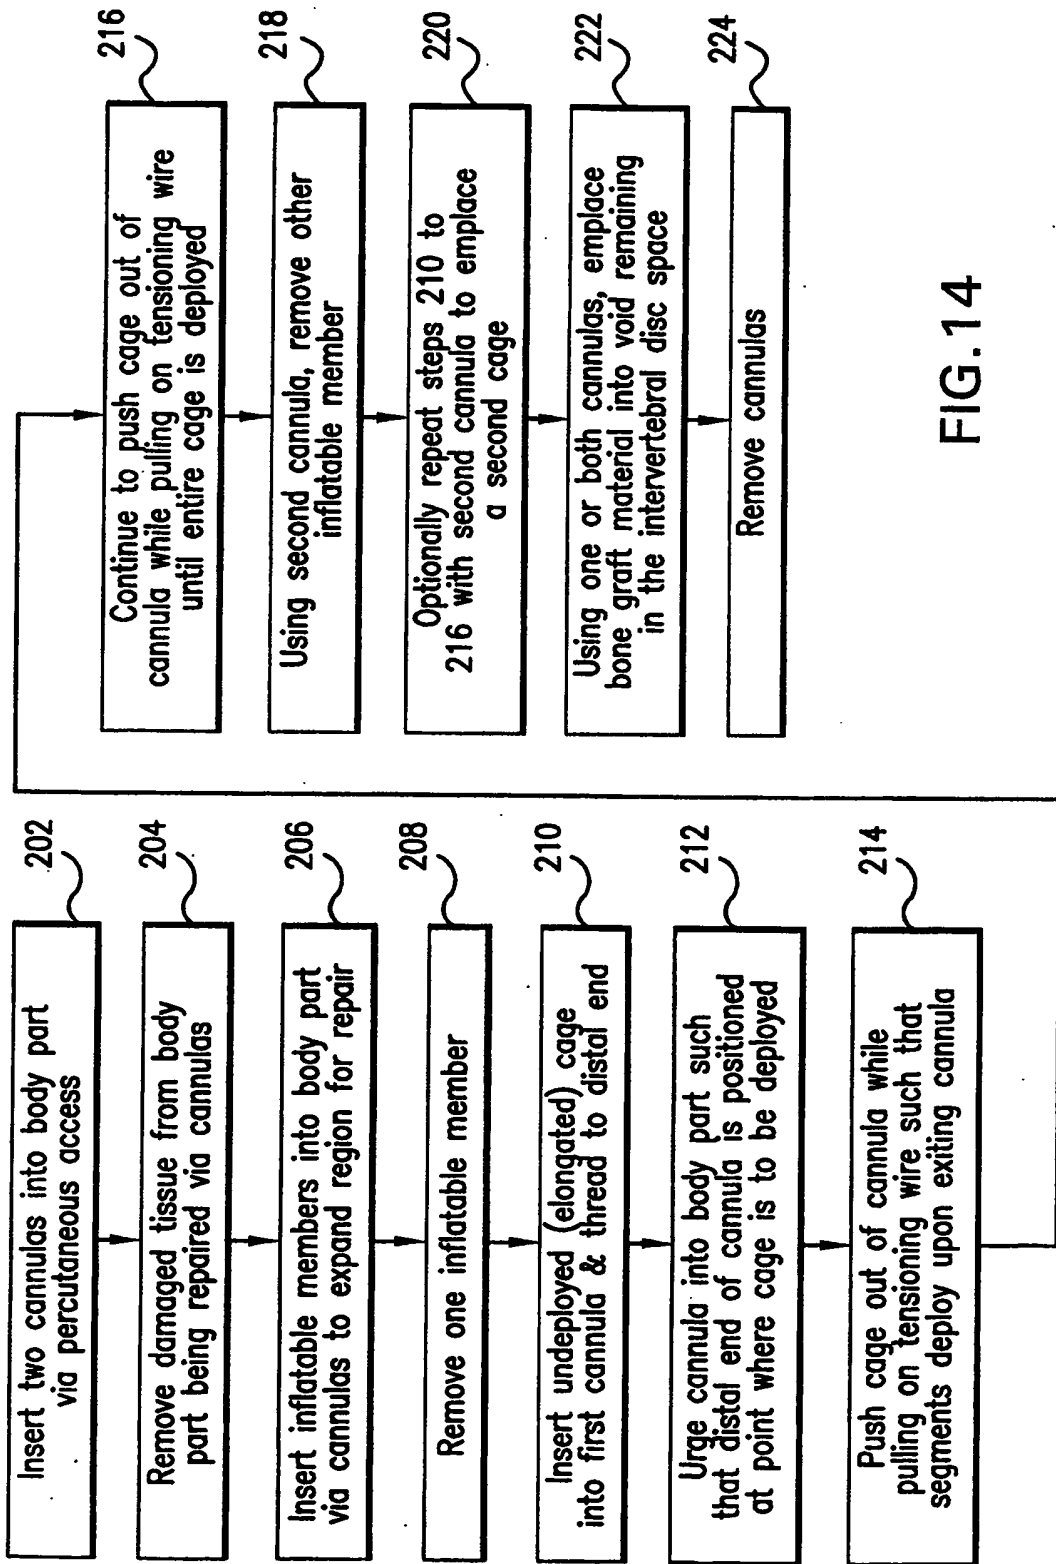 Insert two cannulas into body part
via percutaneous access
202
Remove damaged tissue from body
part being repaired via cannulas
204
Insert inflatable members into body part
via cannulas to expand region for repair
206
Remove one inflatable member
208
Insert undeployed (elongated) cage
into first cannula & thread to distal end
210
Urge cannula into body part such
that distal end of cannula is positioned
at point where cage is to be deployed
212
Push cage out of cannula while
pulling on tensioning wire such that
segments deploy upon exiting cannula
214
Continue to push cage out of
cannula while pulling on tensioning wire
until entire cage is deployed
216
Using second cannula, remove other
inflatable member
218
Optionally repeat steps 210 to
216 with second cannula to emplace
a second cage
220
Using one or both cannulas, emplace
bone graft material into void remaining
in the intervertebral disc space
222
Remove cannulas
224
FIG.14